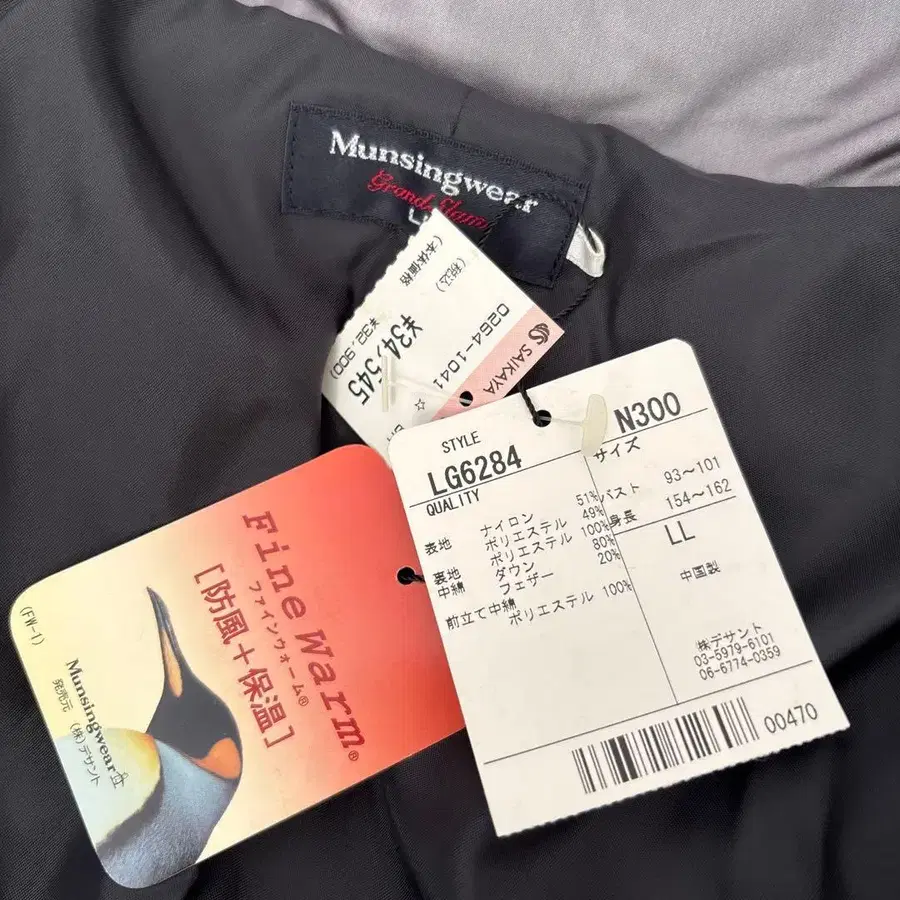 Munsingwear
Grand Slam
(税込)
(本体価格
¥34,545
¥32,900)
0264-1041
SAIKAYA
☆
STYLE
LG6284
N300
QUALITY
サイズ
表地 ナイロン 51%
ポリエステル 49%
裏地 ポリエステル 100%
中綿 ダウン 80%
フェザー 20%
前立て中綿
ポリエステル 100%
バスト 93〜101
身長 154〜162
LL
中国製
㈱デサント
03-5979-6101
06-6774-0359
00470
Fine Warm®
ファインウォーム®
[防風+保温]
(FW-1)
Munsingwear
発売元 (株)デサント